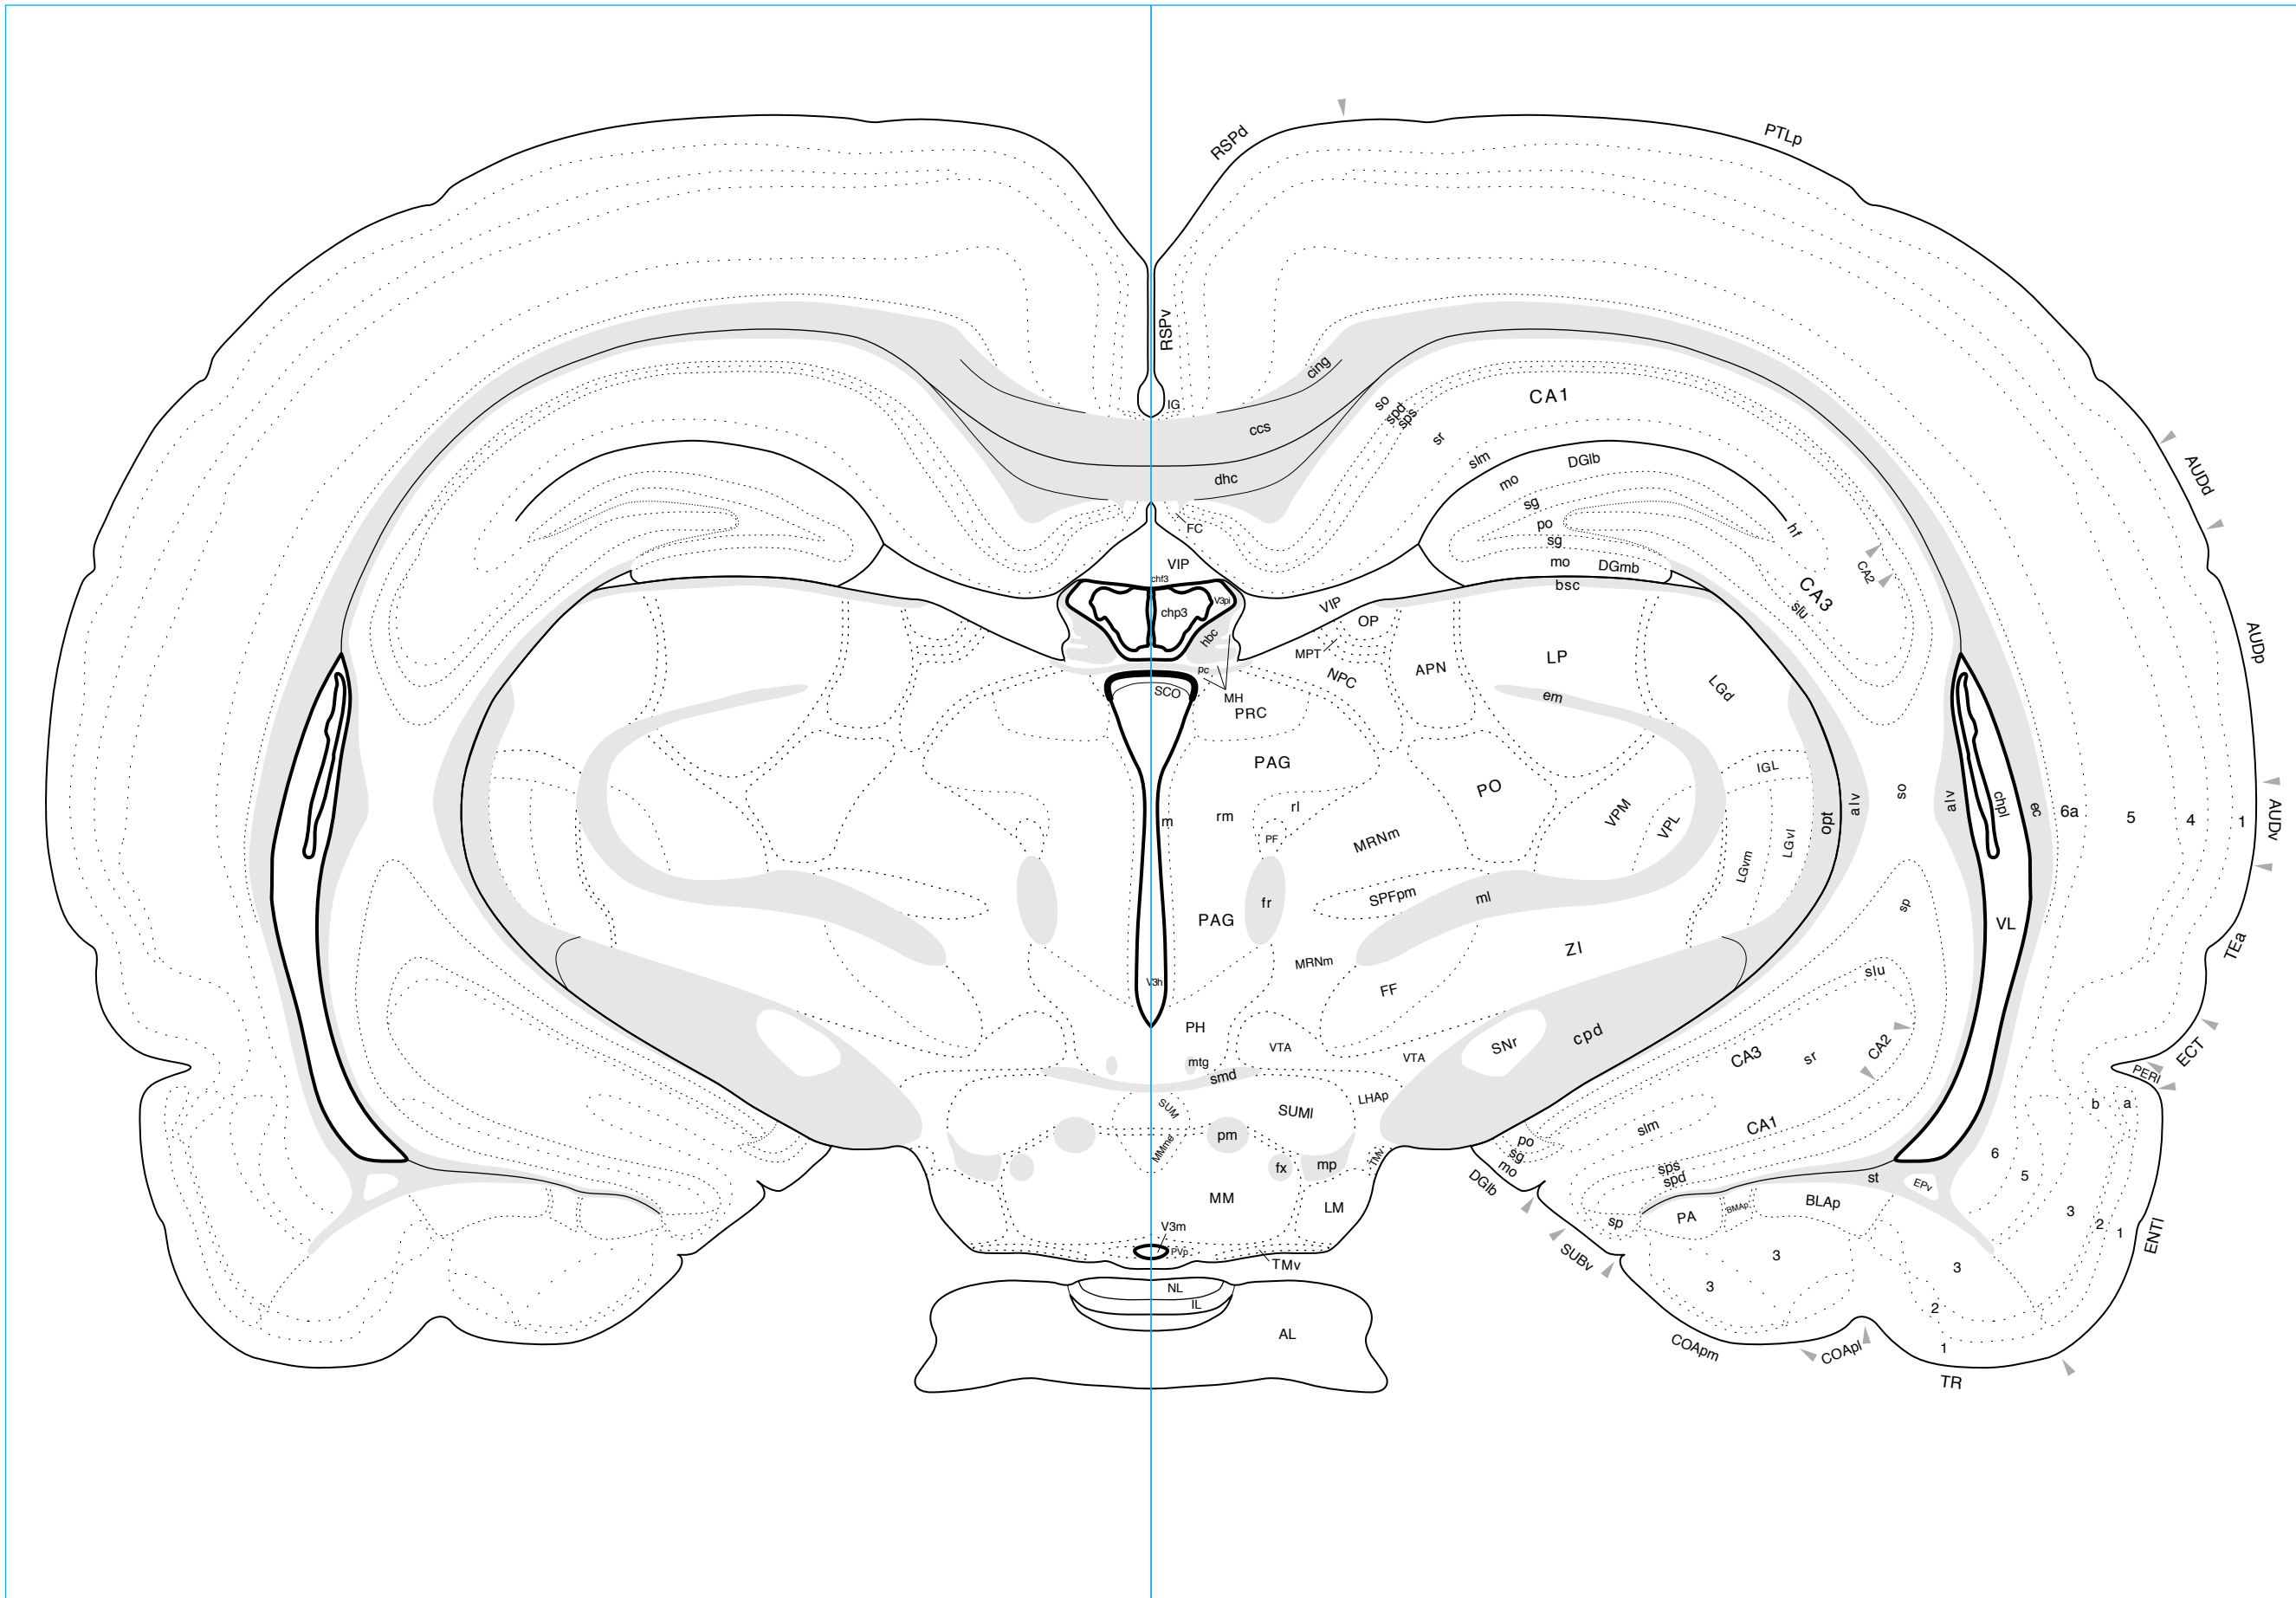 RSPd
PTLp
RSPv
cing
IG
ccs
dhc
so
spd
sps
sr
slm
CA1
DGlb
mo
sg
po
sg
mo
DGmb
bsc
hf
CA2
CA3
slu
AUDd
FC
VIP
chf3
V3pi
chp3
hbc
VIP
OP
MPT
NPC
APN
LP
LGd
AUDp
pc
SCO
MH
PRC
em
PAG
IGL
PO
rm
rl
m
PF
MRNm
VPM
VPL
LGvm
LGvl
opt
alv
so
alv
chpl
ec
6a
5
4
1
AUDv
SPFpm
ml
fr
PAG
sp
VL
TEa
ZI
MRNm
V3h
FF
slu
PH
VTA
VTA
SNr
cpd
CA3
sr
CA2
ECT
mtg
smd
PERI
SUM
SUMl
LHAp
b
a
MMme
pm
fx
mp
TMv
slm
CA1
po
sg
mo
DGlb
sps
spd
6
5
st
EPv
MM
LM
sp
PA
BMAp
BLAp
3
2
1
ENTl
V3m
PVp
TMv
SUBv
3
3
3
NL
IL
AL
2
1
COApm
COApl
TR